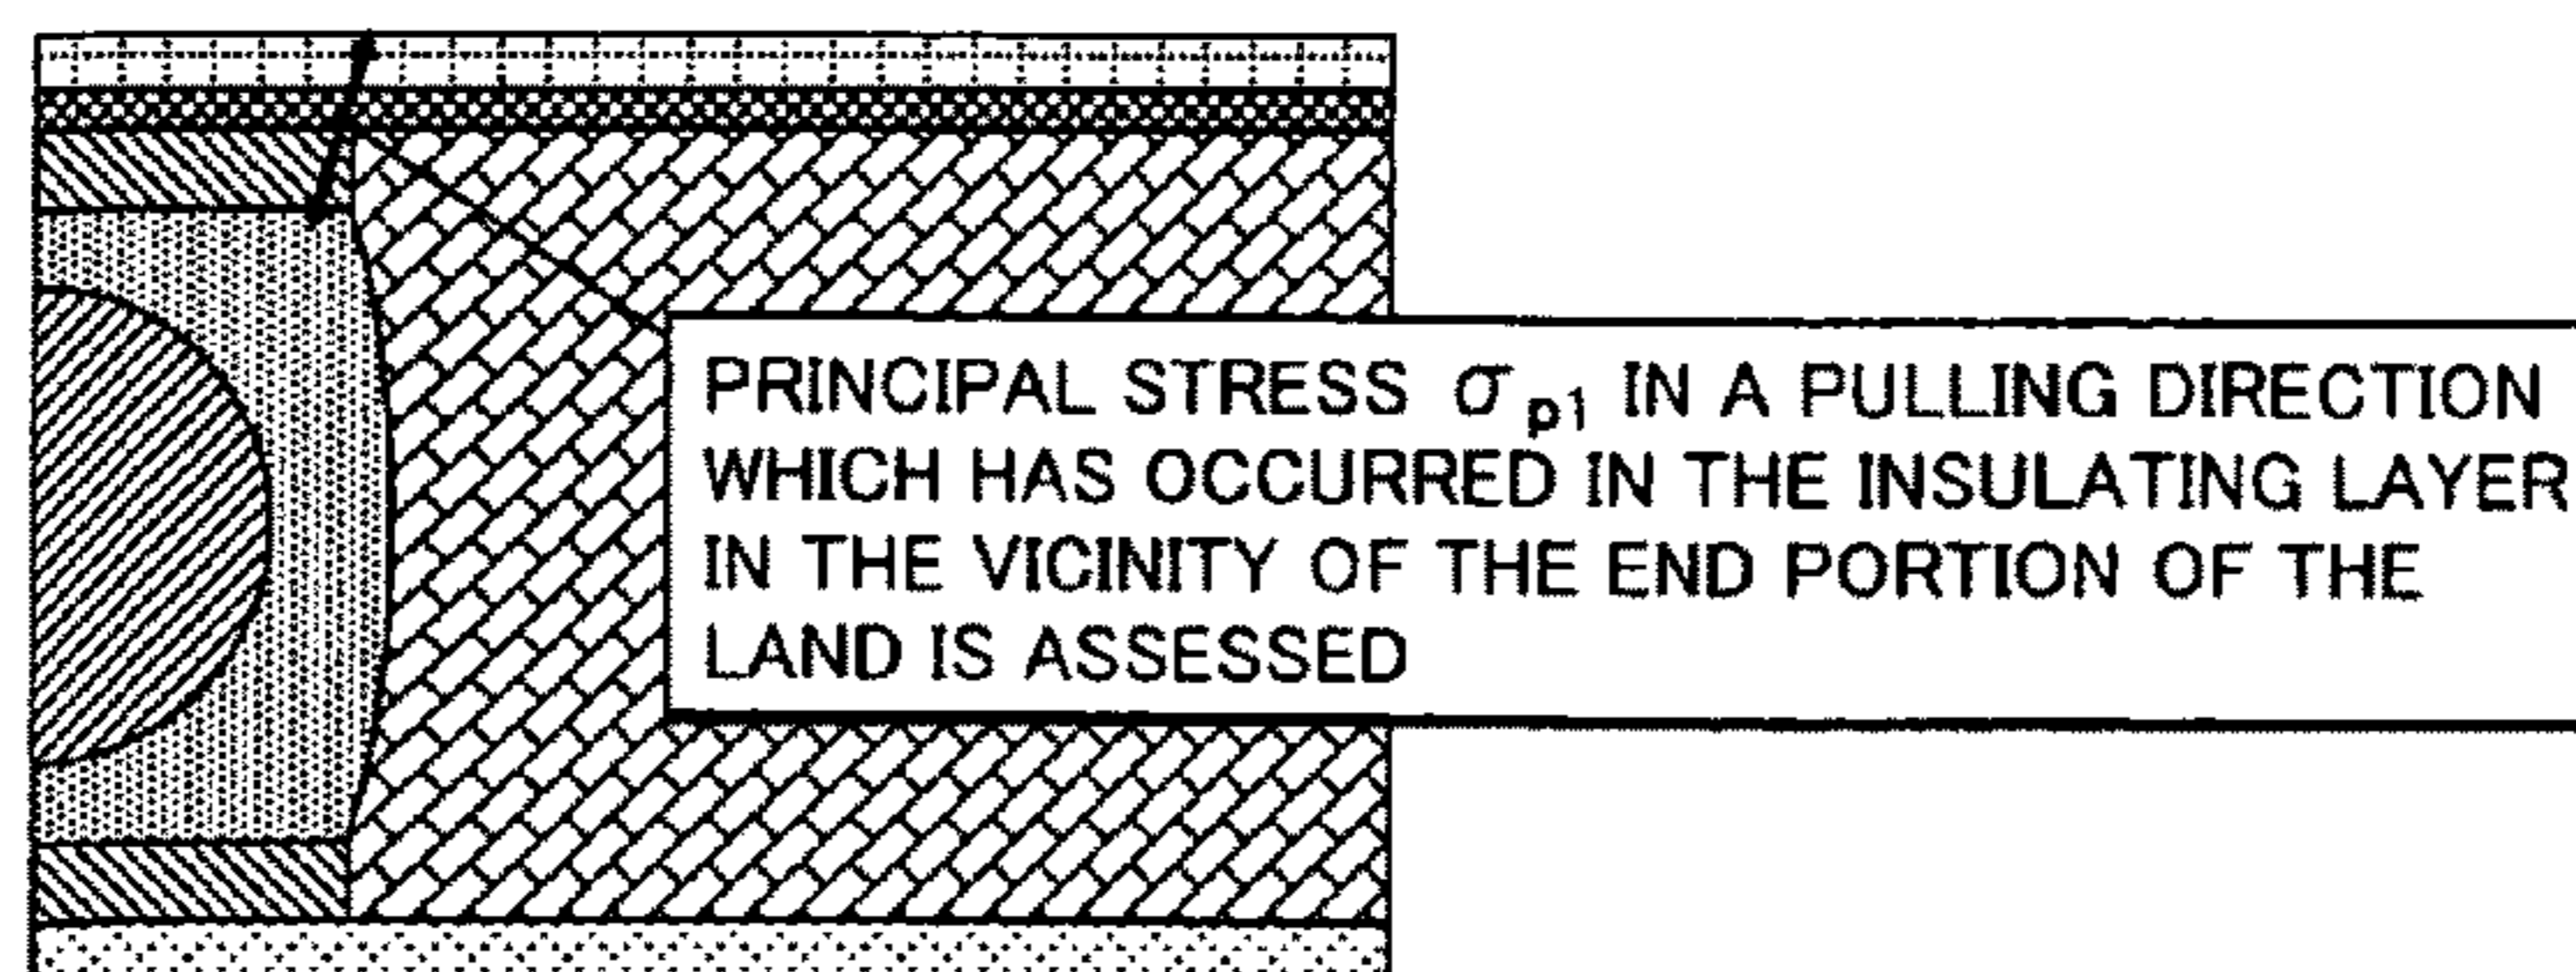 PRINCIPAL STRESS σp1 IN A PULLING DIRECTION
WHICH HAS OCCURRED IN THE INSULATING LAYER
IN THE VICINITY OF THE END PORTION OF THE
LAND IS ASSESSED